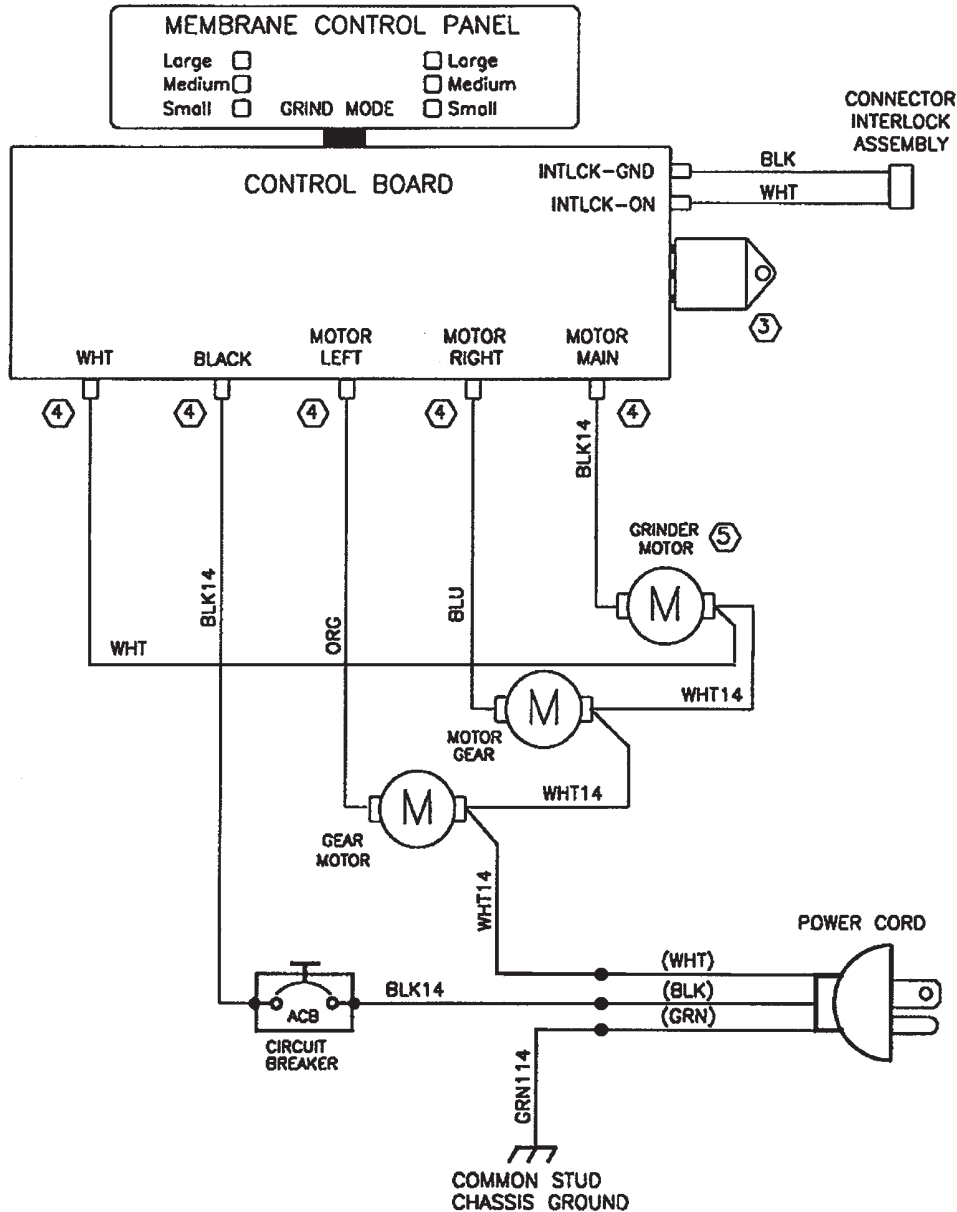 MEMBRANE CONTROL PANEL
Large Large
Medium Medium
Small GRIND MODE Small
CONNECTOR
INTERLOCK
ASSEMBLY
CONTROL BOARD
INTLCK-GND
BLK
INTLCK-ON
WHT
3
WHT
BLACK
MOTOR
LEFT
MOTOR
RIGHT
MOTOR
MAIN
4
4
4
4
4
BLK14
GRINDER
MOTOR
5
M
BLK14
ORG
BLU
WHT
WHT14
M
MOTOR
GEAR
WHT14
M
GEAR
MOTOR
WHT14
POWER CORD
(WHT)
(BLK)
(GRN)
BLK14
ACB
CIRCUIT
BREAKER
GRN114
COMMON STUD
CHASSIS GROUND